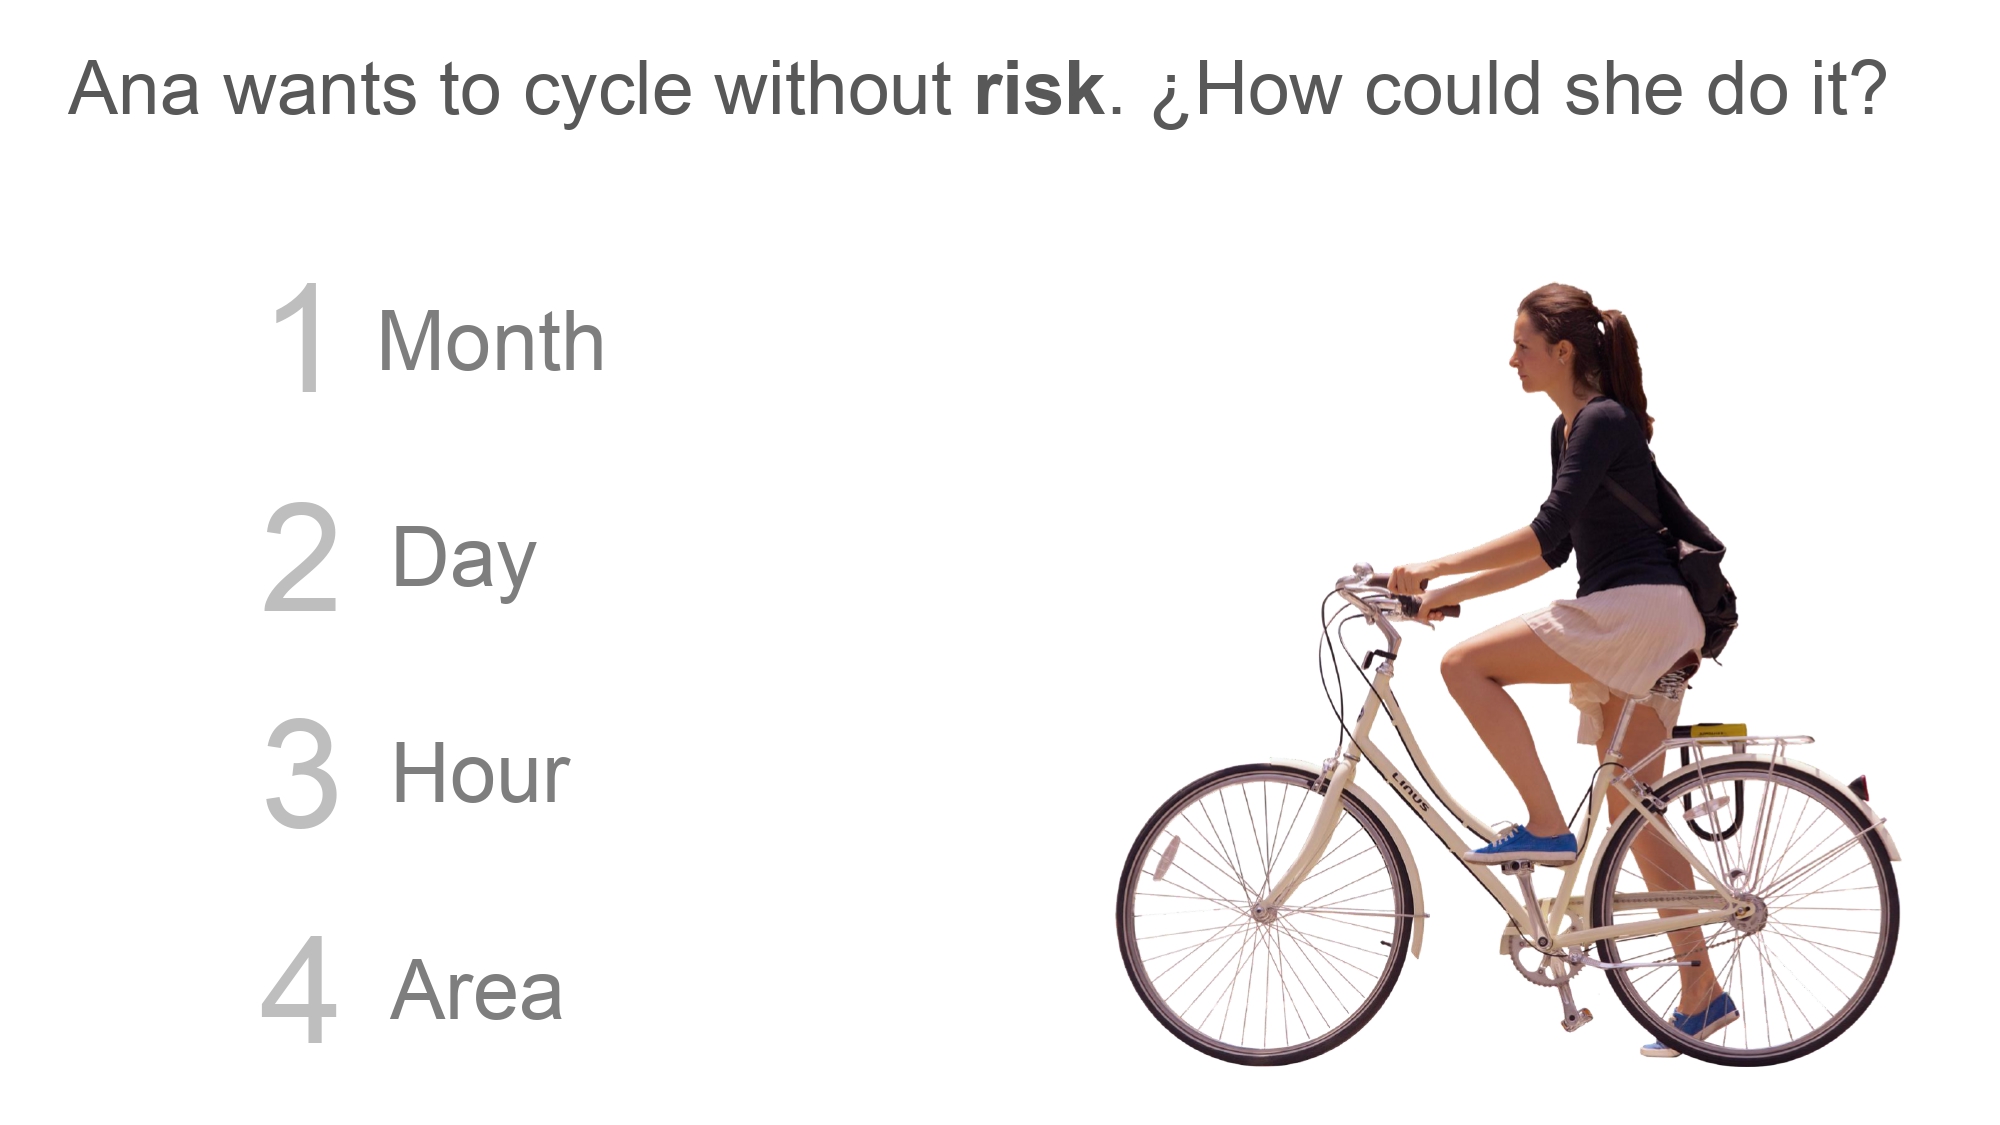 Ana wants to cycle without risk. ¿How could she do it?
1 Month
2 Day
3 Hour
4 Area
LINUS